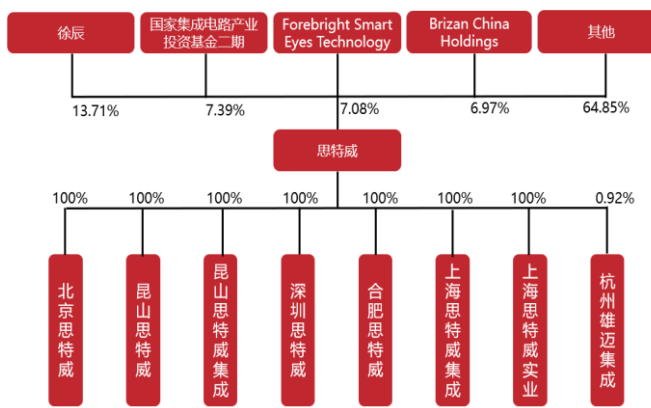 徐辰
国家集成电路产业
投资基金二期
Forebright Smart
Eyes Technology
Brizan China
Holdings
其他
13.71%
7.39%
7.08%
6.97%
64.85%
思特威
100%
100%
100%
100%
100%
100%
100%
0.92%
北京思特威
昆山思特威
昆山思特威集成
深圳思特威
合肥思特威
上海思特威集成
上海思特威实业
杭州雄迈集成